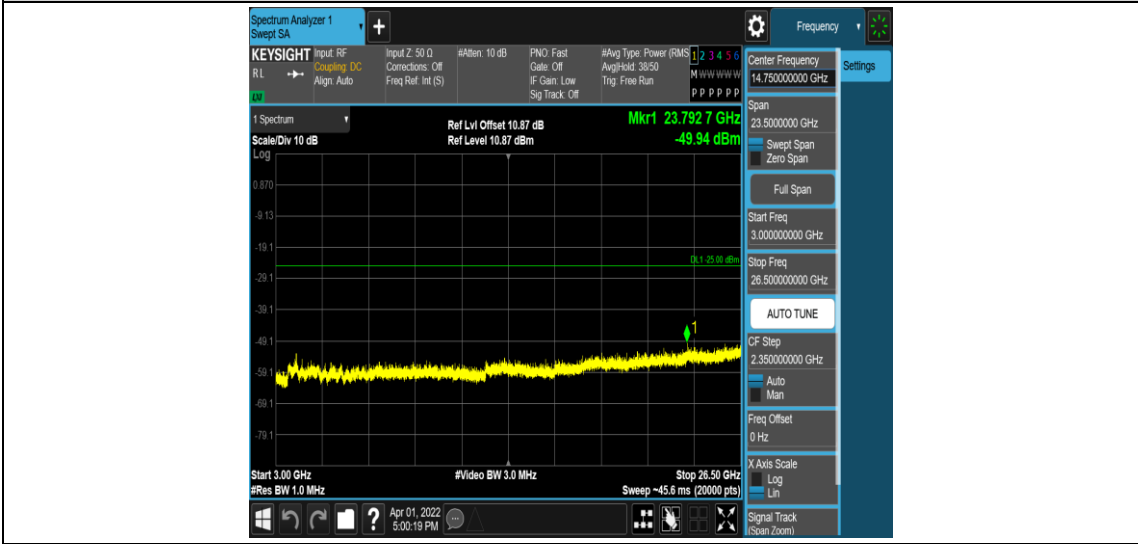 Spectrum Analyzer 1
Swept SA
+
Frequency
KEYSIGHT
Input: RF
Coupling: DC
Align: Auto
Input Z: 50 Ω
Corrections: Off
Freq Ref: Int (S)
#Atten: 10 dB
PNO: Fast
Gate: Off
IF Gain: Low
Sig Track: Off
#Avg Type: Power (RMS
Avg|Hold: 38/50
Trig: Free Run
1 2 3 4 5 6
M W W W W W
P P P P P P
RL
1 Spectrum
Scale/Div 10 dB
Log
Ref Lvl Offset 10.87 dB
Ref Level 10.87 dBm
Mkr1 23.792 7 GHz
-49.94 dBm
0.870
-9.13
-19.1
DL1 -25.00 dBm
-29.1
-39.1
1
-49.1
-59.1
-69.1
-79.1
Start 3.00 GHz
#Video BW 3.0 MHz
Stop 26.50 GHz
#Res BW 1.0 MHz
Sweep ~45.6 ms (20000 pts)
?
Apr 01, 2022
5:00:19 PM
Center Frequency
14.750000000 GHz
Settings
Span
23.5000000 GHz
Swept Span
Zero Span
Full Span
Start Freq
3.000000000 GHz
Stop Freq
26.500000000 GHz
AUTO TUNE
CF Step
2.350000000 GHz
Auto
Man
Freq Offset
0 Hz
X Axis Scale
Log
Lin
Signal Track
(Span Zoom)